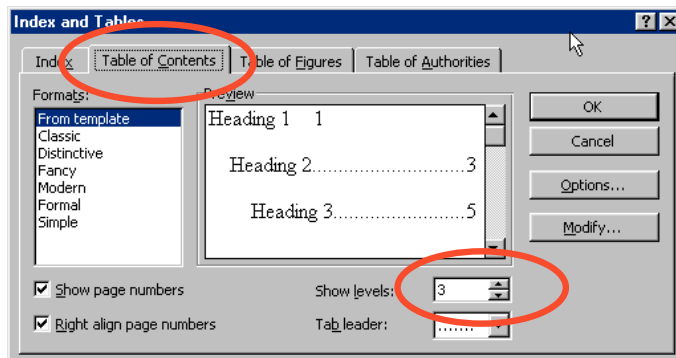 Index and Tables
Index Table of Contents Table of Figures Table of Authorities
Formats:
From template
Classic
Distinctive
Fancy
Modern
Formal
Simple
Preview
Heading 1 1
Heading 2..........................3
Heading 3......................5
OK
Cancel
Options...
Modify...
Show page numbers
Right align page numbers
Show levels: 3
Tab leader: .......